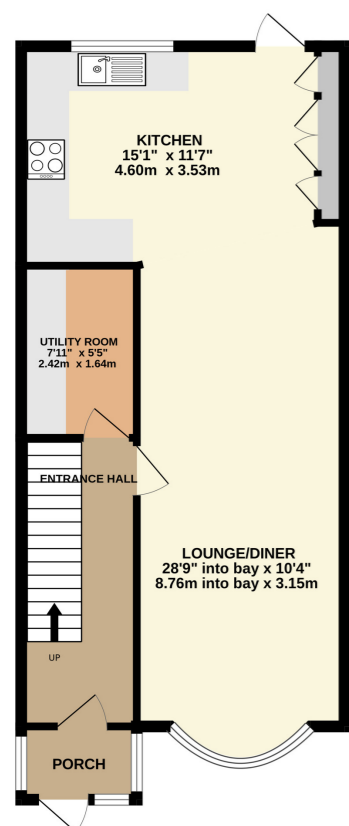 KITCHEN
15'1" x 11'7"
4.60m x 3.53m
UTILITY ROOM
7'11" x 5'5"
2.42m x 1.64m
ENTRANCE HALL
LOUNGE/DINER
28'9" into bay x 10'4"
8.76m into bay x 3.15m
UP
PORCH